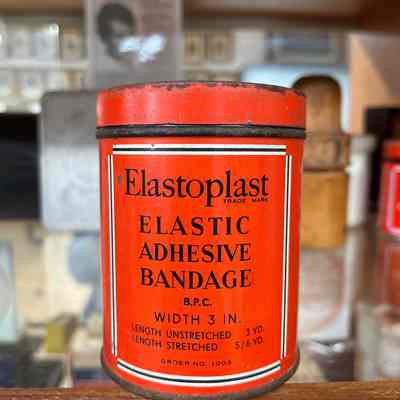 Elastoplast
TRADE MARK
ELASTIC
ADHESIVE
BANDAGE
B.P.C.
WIDTH 3 IN.
LENGTH UNSTRETCHED 3 YD.
LENGTH STRETCHED 5/6 YD.
ORDER NO. 1003